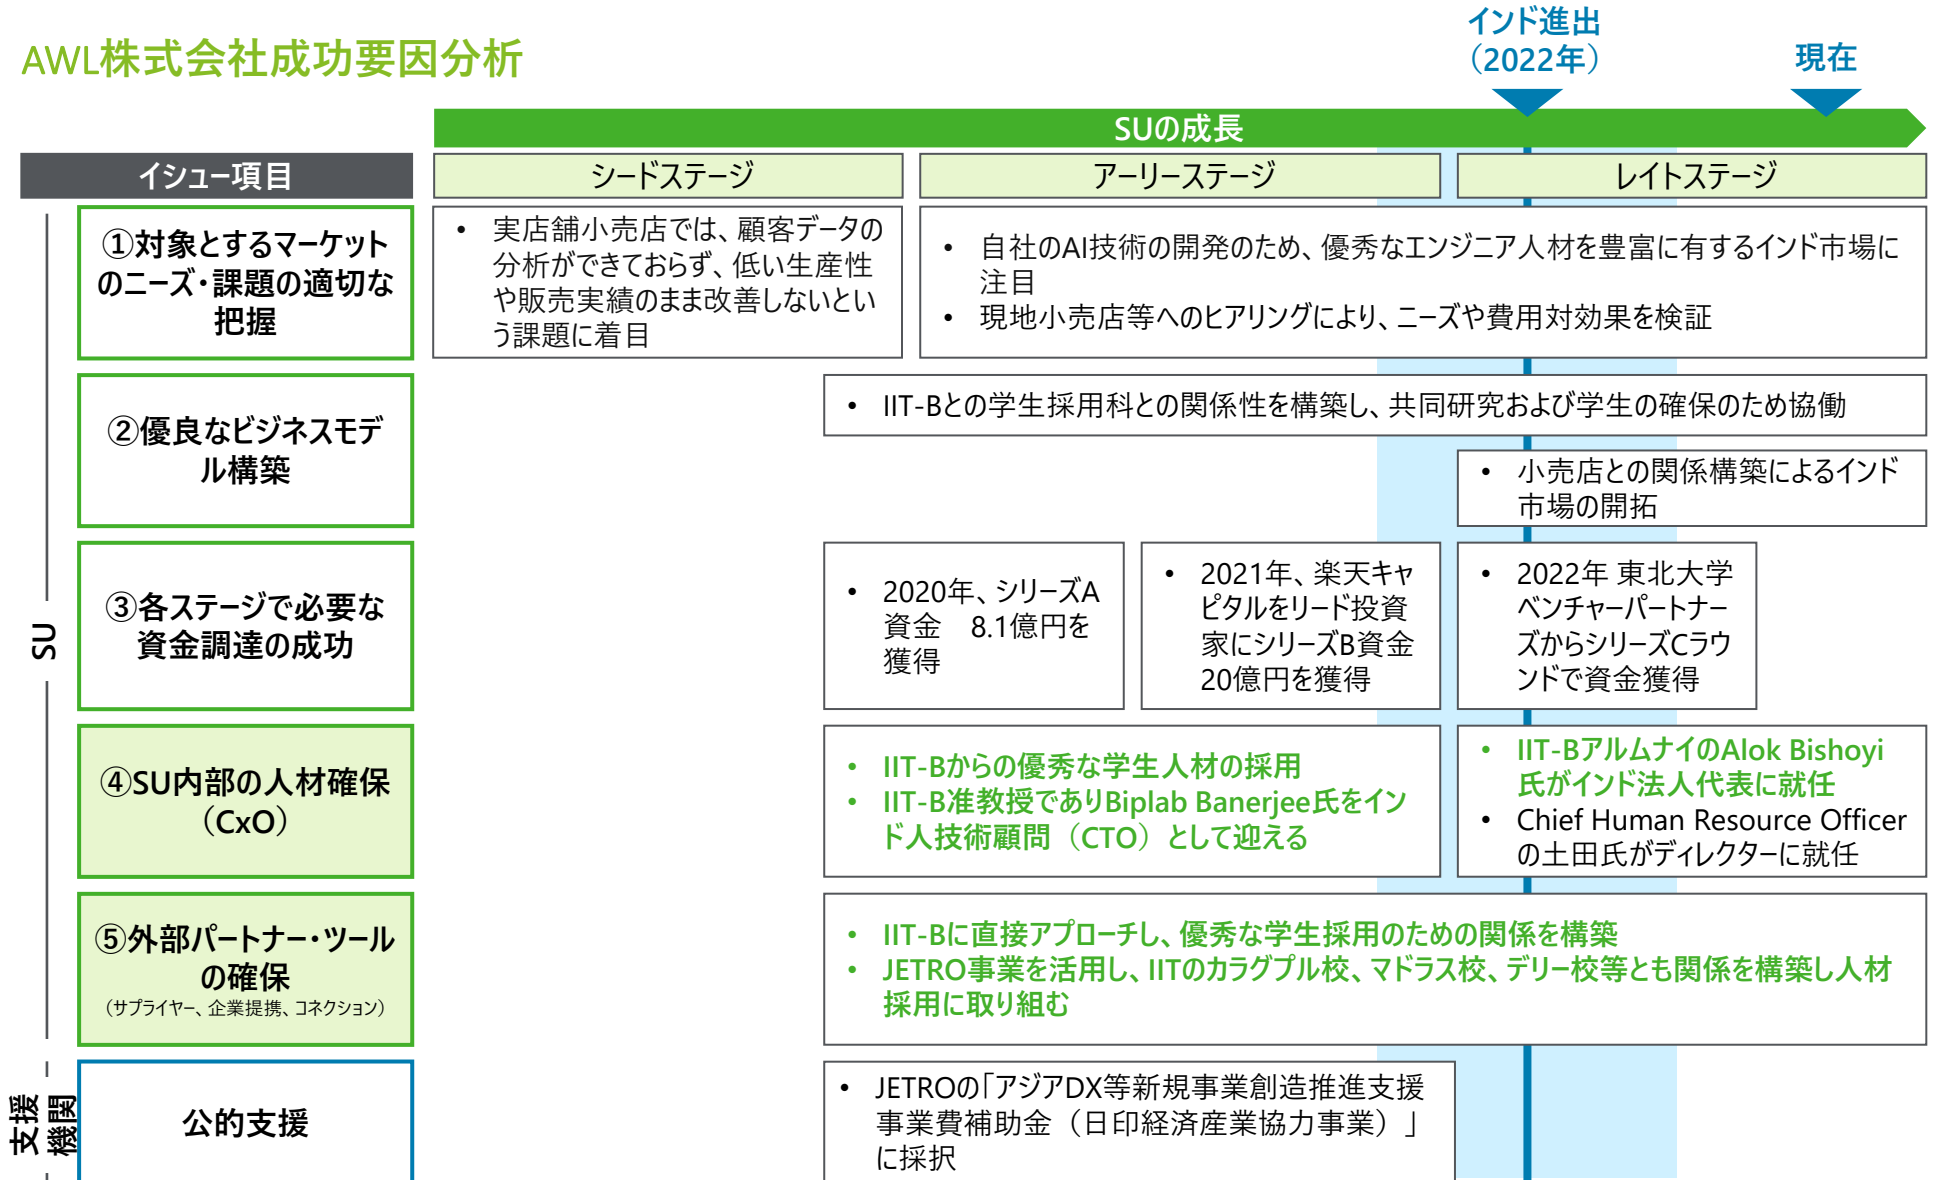 AWL株式会社成功要因分析
インド進出
（2022年）
現在
SUの成長
イシュー項目
シードステージ
アーリーステージ
レイトステージ
SU
①対象とするマーケット
のニーズ・課題の適切な
把握
• 実店舗小売店では、顧客データの
分析ができておらず、低い生産性
や販売実績のまま改善しないとい
う課題に着目
• 自社のAI技術の開発のため、優秀なエンジニア人材を豊富に有するインド市場に
注目
• 現地小売店等へのヒアリングにより、ニーズや費用対効果を検証
②優良なビジネスモデ
ル構築
• IIT-Bとの学生採用科との関係性を構築し、共同研究および学生の確保のため協働
• 小売店との関係構築によるインド
市場の開拓
③各ステージで必要な
資金調達の成功
• 2020年、シリーズA
資金　8.1億円を
獲得
• 2021年、楽天キャ
ピタルをリード投資
家にシリーズB資金
20億円を獲得
• 2022年 東北大学
ベンチャーパートナー
ズからシリーズCラウ
ンドで資金獲得
④SU内部の人材確保
（CxO）
• IIT-Bからの優秀な学生人材の採用
• IIT-B准教授でありBiplab Banerjee氏をイン
ド人技術顧問（CTO）として迎える
• IIT-BアルムナイのAlok Bishoyi
氏がインド法人代表に就任
• Chief Human Resource Officer
の土田氏がディレクターに就任
⑤外部パートナー・ツール
の確保
（サプライヤー、企業提携、コネクション）
• IIT-Bに直接アプローチし、優秀な学生採用のための関係を構築
• JETRO事業を活用し、IITのカラグプル校、マドラス校、デリー校等とも関係を構築し人材
採用に取り組む
支援
機関
公的支援
• JETROの「アジアDX等新規事業創造推進支援
事業費補助金（日印経済産業協力事業）」
に採択